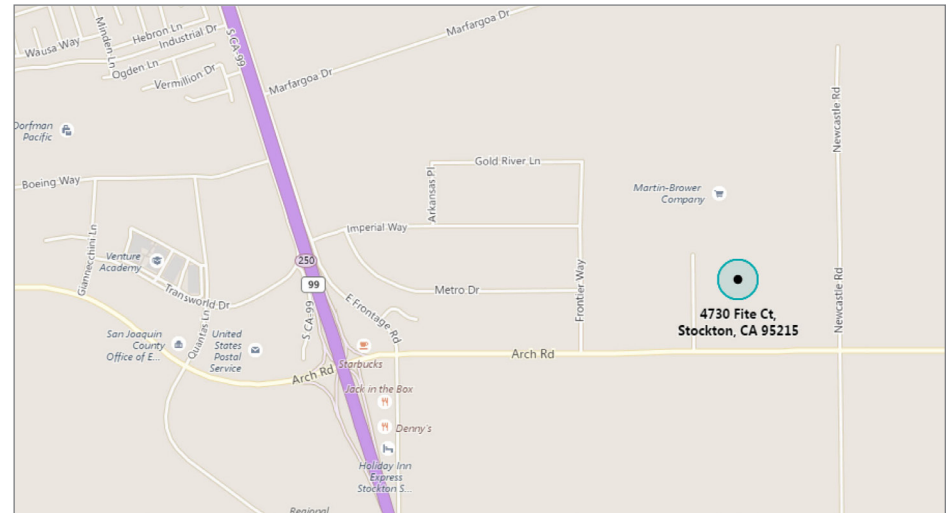 Marfargoa Dr
Minden Ln
Hebron Ln
Wausa Way
Industrial Dr
S CA-99
Ogden Ln
Vermillion Dr
Marfargoa Dr
Newcastle Rd
Dorfman
Pacific
Gold River Ln
Boeing Way
Arkansas Pl
Martin-Brower
Company
Imperial Way
Giannecchini Ln
Venture
Academy
250
99
Transworld Dr
Metro Dr
Frontier Way
Newcastle Rd
E Frontage Rd
S CA-99
4730 Fite Ct,
Stockton, CA 95215
San Joaquin
County
Office of E...
Quantas Ln
United
States
Postal
Service
Arch Rd
Starbucks
Arch Rd
Jack in the Box
Denny's
Holiday Inn
Express
Stockton S...
Regional